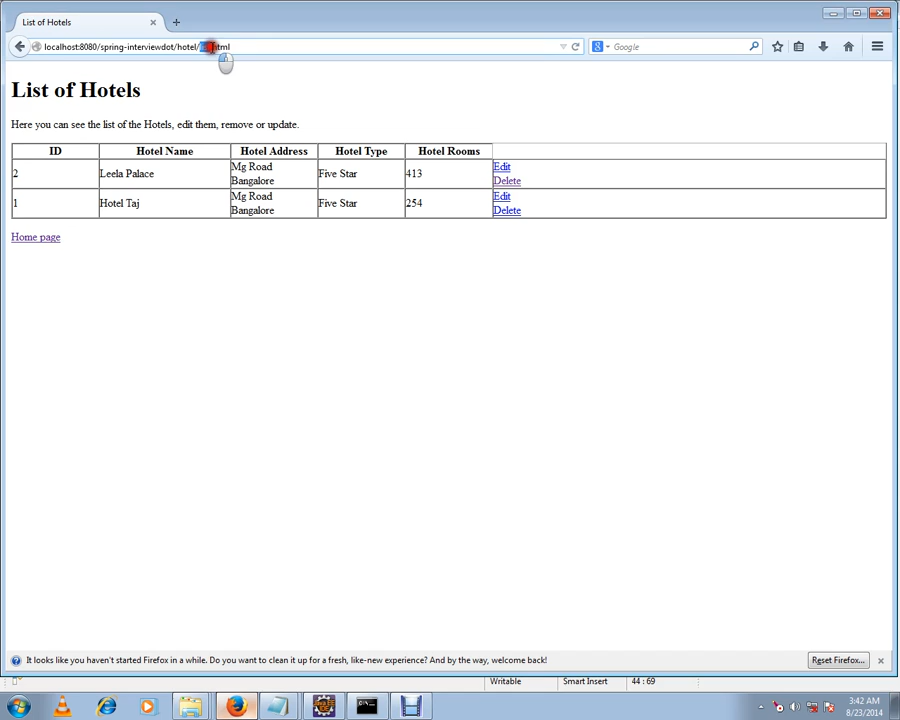 List of Hotels
localhost:8080/spring-interviewdot/hotel/
html
Google
List of Hotels
Here you can see the list of the Hotels, edit them, remove or update.
ID Hotel Name Hotel Address Hotel Type Hotel Rooms
2 Leela Palace Mg Road Bangalore Five Star 413 Edit
Delete
1 Hotel Taj Mg Road Bangalore Five Star 254 Edit
Delete
Home page
It looks like you haven't started Firefox in a while. Do you want to clean it up for a fresh, like-new experience? And by the way, welcome back! Reset Firefox...
Writable Smart Insert 44 : 69
3:42 AM
8/23/2014